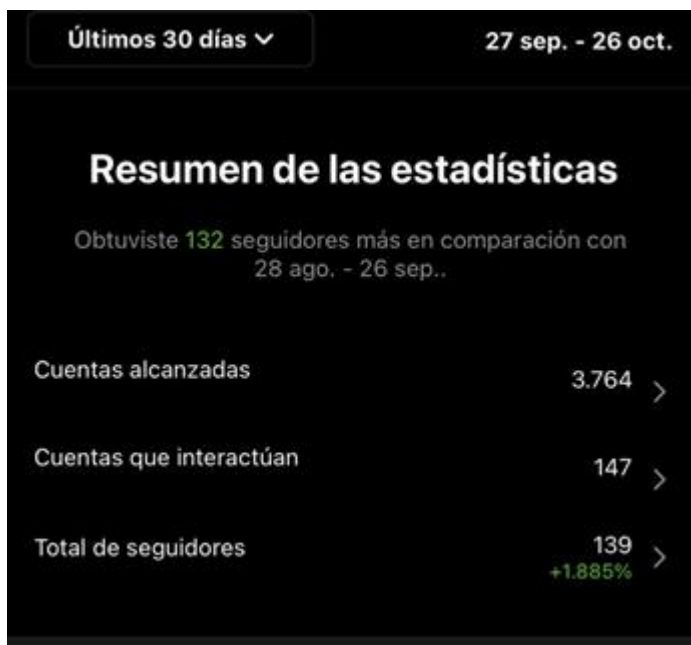 Últimos 30 días
27 sep. - 26 oct.
Resumen de las estadísticas
Obtuviste 132 seguidores más en comparación con
28 ago. - 26 sep..
Cuentas alcanzadas
3.764
Cuentas que interactúan
147
Total de seguidores
139
+1.885%